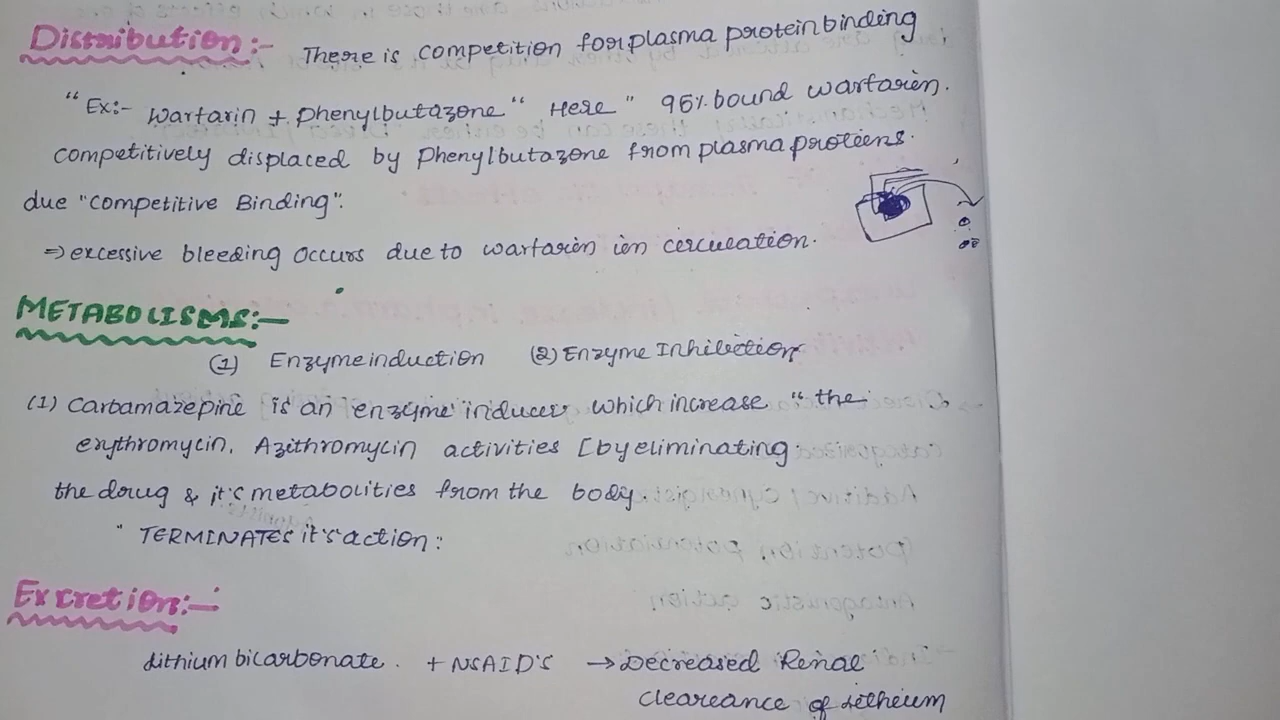 Distribution:- There is competition for plasma protein binding
"Ex:- Warfarin + Phenylbutazone" Here " 96% bound warfarin.
competitively displaced by Phenylbutazone from plasma proteins.
due "competitive Binding".
⇒ excessive bleeding occurs due to warfarin in circulation.
METABOLISMS:-
(1) Enzyme induction (2) Enzyme Inhibition
(1) Carbamazepine is an enzyme inducer which increase "the
erythromycin, Azithromycin activities [by eliminating
the drug & it's metabolities from the body.
" TERMINATES it's action:
Excretion:-
Lithium bicarbonate. + NSAID'S → Decreased Renal
Clearance of Lithium